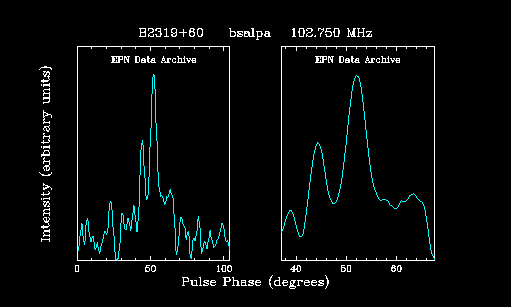 B2319+60 bsalpa 102.750 MHz
EPN Data Archive EPN Data Archive
Intensity (arbitrary units)
0 50 100 40 50 60
Pulse Phase (degrees)